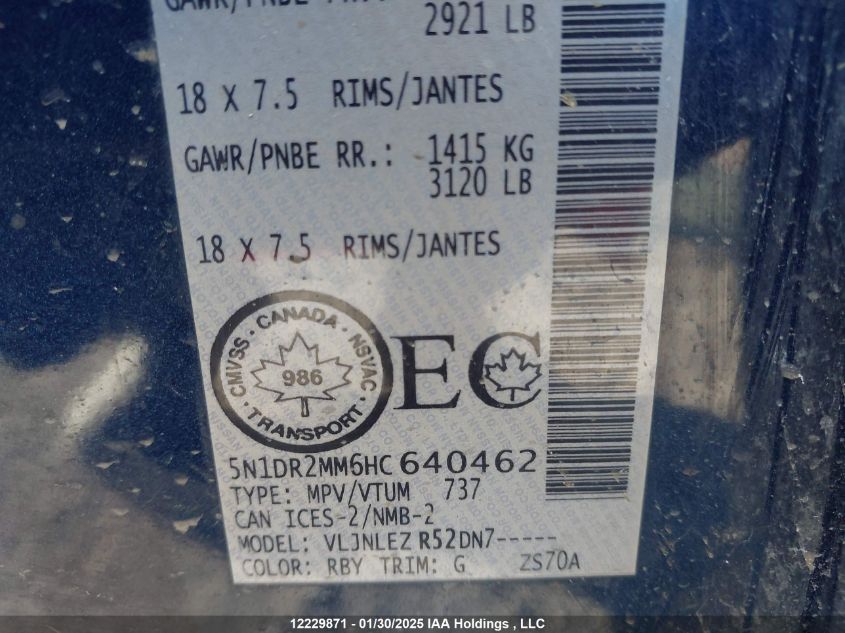 GAWR/PNBE
2921 LB
18 X 7.5 RIMS/JANTES
GAWR/PNBE RR.: 1415 KG
3120 LB
18 X 7.5 RIMS/JANTES
CMVSS · CANADA · NSVAC · TRANSPORT ·
986
EC
5N1DR2MM6HC640462
TYPE: MPV/VTUM 737
CAN ICES-2/NMB-2
MODEL: VLJNLEZ R52DN7-----
COLOR: RBY TRIM: G ZS70A
12229871 - 01/30/2025 IAA Holdings , LLC